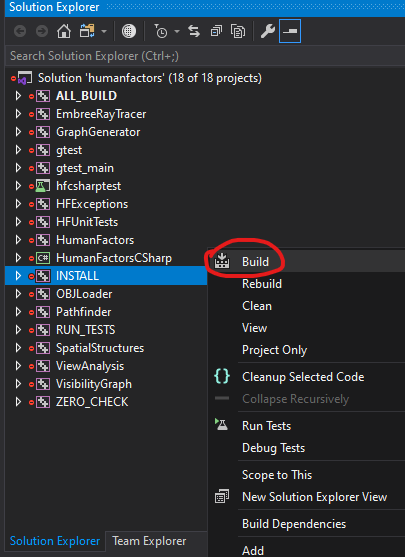 Solution Explorer
Search Solution Explorer (Ctrl+;)
Solution 'humanfactors' (18 of 18 projects)
ALL_BUILD
EmbreeRayTracer
GraphGenerator
gtest
gtest_main
hfcsharptest
HFExceptions
HFUnitTests
HumanFactors
C# HumanFactorsCSharp
INSTALL
OBJLoader
Pathfinder
RUN_TESTS
SpatialStructures
ViewAnalysis
VisibilityGraph
ZERO_CHECK
Build
Rebuild
Clean
View
Project Only
Cleanup Selected Code
Collapse Recursively
Run Tests
Debug Tests
Scope to This
New Solution Explorer View
Build Dependencies
Add
Solution Explorer
Team Explorer